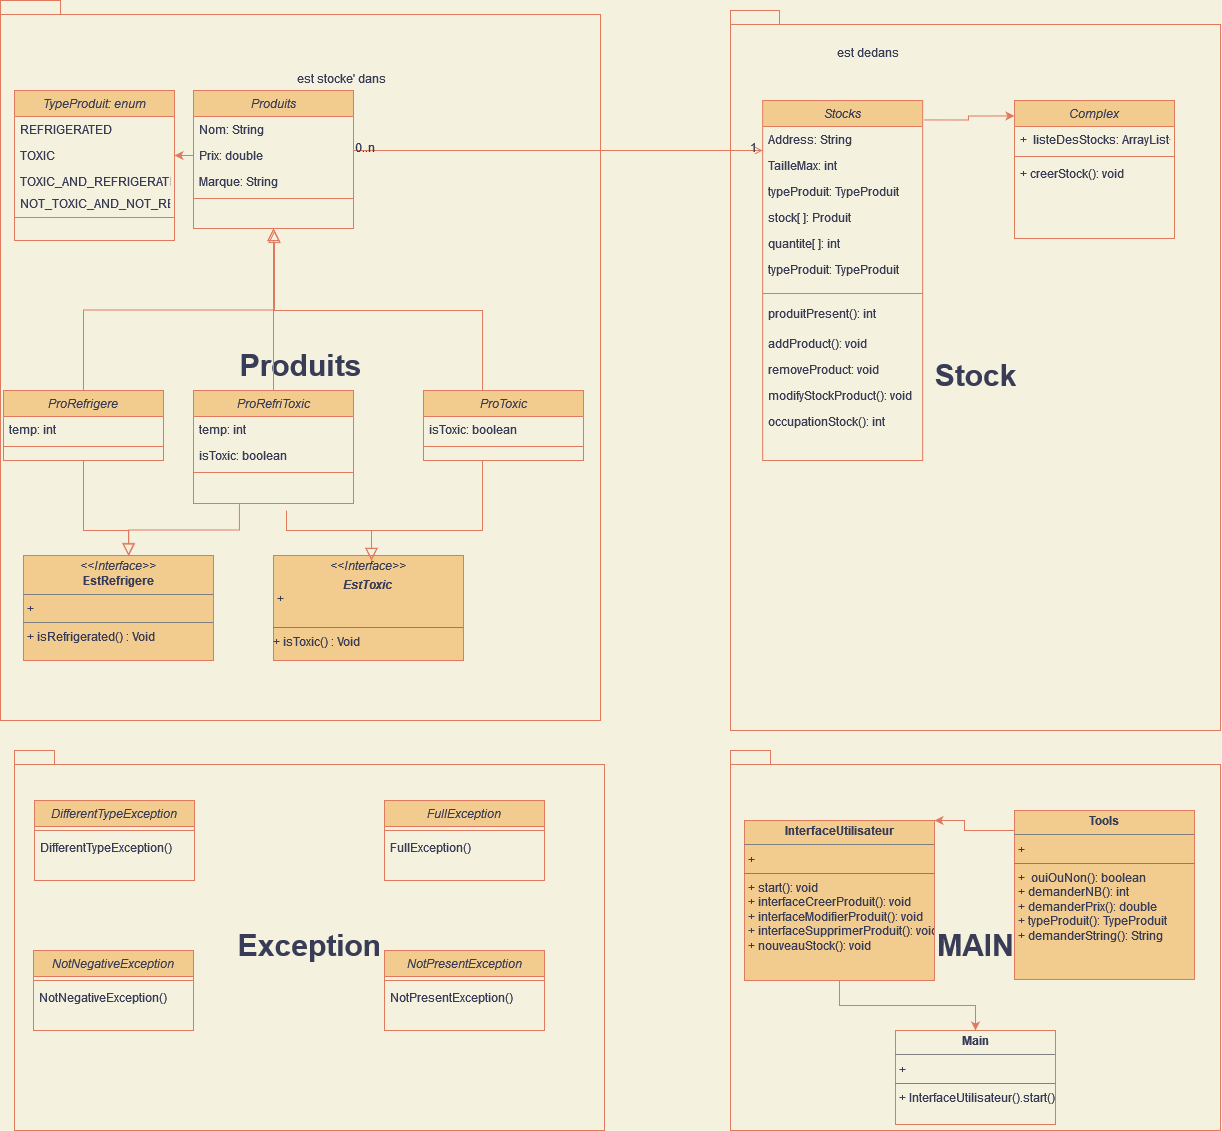 est stocke' dans
TypeProduit: enum
REFRIGERATED
TOXIC
TOXIC_AND_REFRIGERATI
NOT_TOXIC_AND_NOT_RE
Produits
Nom: String
Prix: double
Marque: String
0..n
1
Produits
ProRefrigere
temp: int
ProRefriToxic
temp: int
isToxic: boolean
ProToxic
isToxic: boolean
<<Interface>>
EstRefrigere
+
+ isRefrigerated() : Void
<<Interface>>
EstToxic
+
+ isToxic() : Void
est dedans
Stocks
Address: String
TailleMax: int
typeProduit: TypeProduit
stock[ ]: Produit
quantite[ ]: int
typeProduit: TypeProduit
produitPresent(): int
addProduct(): void
removeProduct: void
modifyStockProduct(): void
occupationStock(): int
Complex
+ listeDesStocks: ArrayList
+ creerStock(): void
Stock
DifferentTypeException
DifferentTypeException()
FullException
FullException()
Exception
NotNegativeException
NotNegativeException()
NotPresentException
NotPresentException()
InterfaceUtilisateur
+
+ start(): void
+ interfaceCreerProduit(): void
+ interfaceModifierProduit(): void
+ interfaceSupprimerProduit(): void
+ nouveauStock(): void
Tools
+
+ ouiOuNon(): boolean
+ demanderNB(): int
+ demanderPrix(): double
+ typeProduit(): TypeProduit
+ demanderString(): String
MAIN
Main
+
+ InterfaceUtilisateur().start()